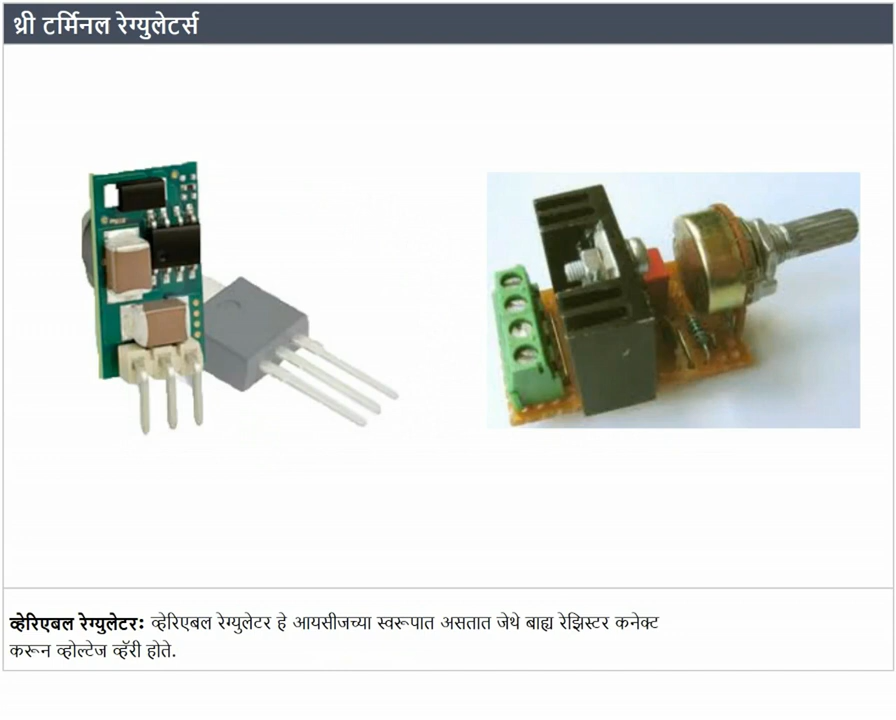 थ्री टर्मिनल रेग्युलेटर्स
व्हेरिएबल रेग्युलेटर: व्हेरिएबल रेग्युलेटर हे आयसीजच्या स्वरूपात असतात जेथे बाह्य रेझिस्टर कनेक्ट
करून व्होल्टेज व्हॅरी होते.